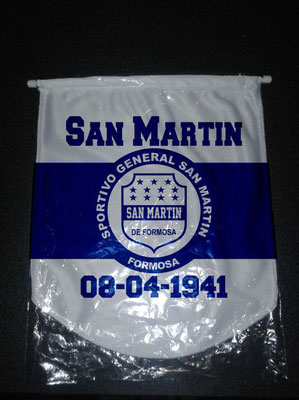 SAN MARTIN
SPORTIVO GENERAL SAN MARTIN
SAN MARTIN
DE FORMOSA
FORMOSA
08-04-1941